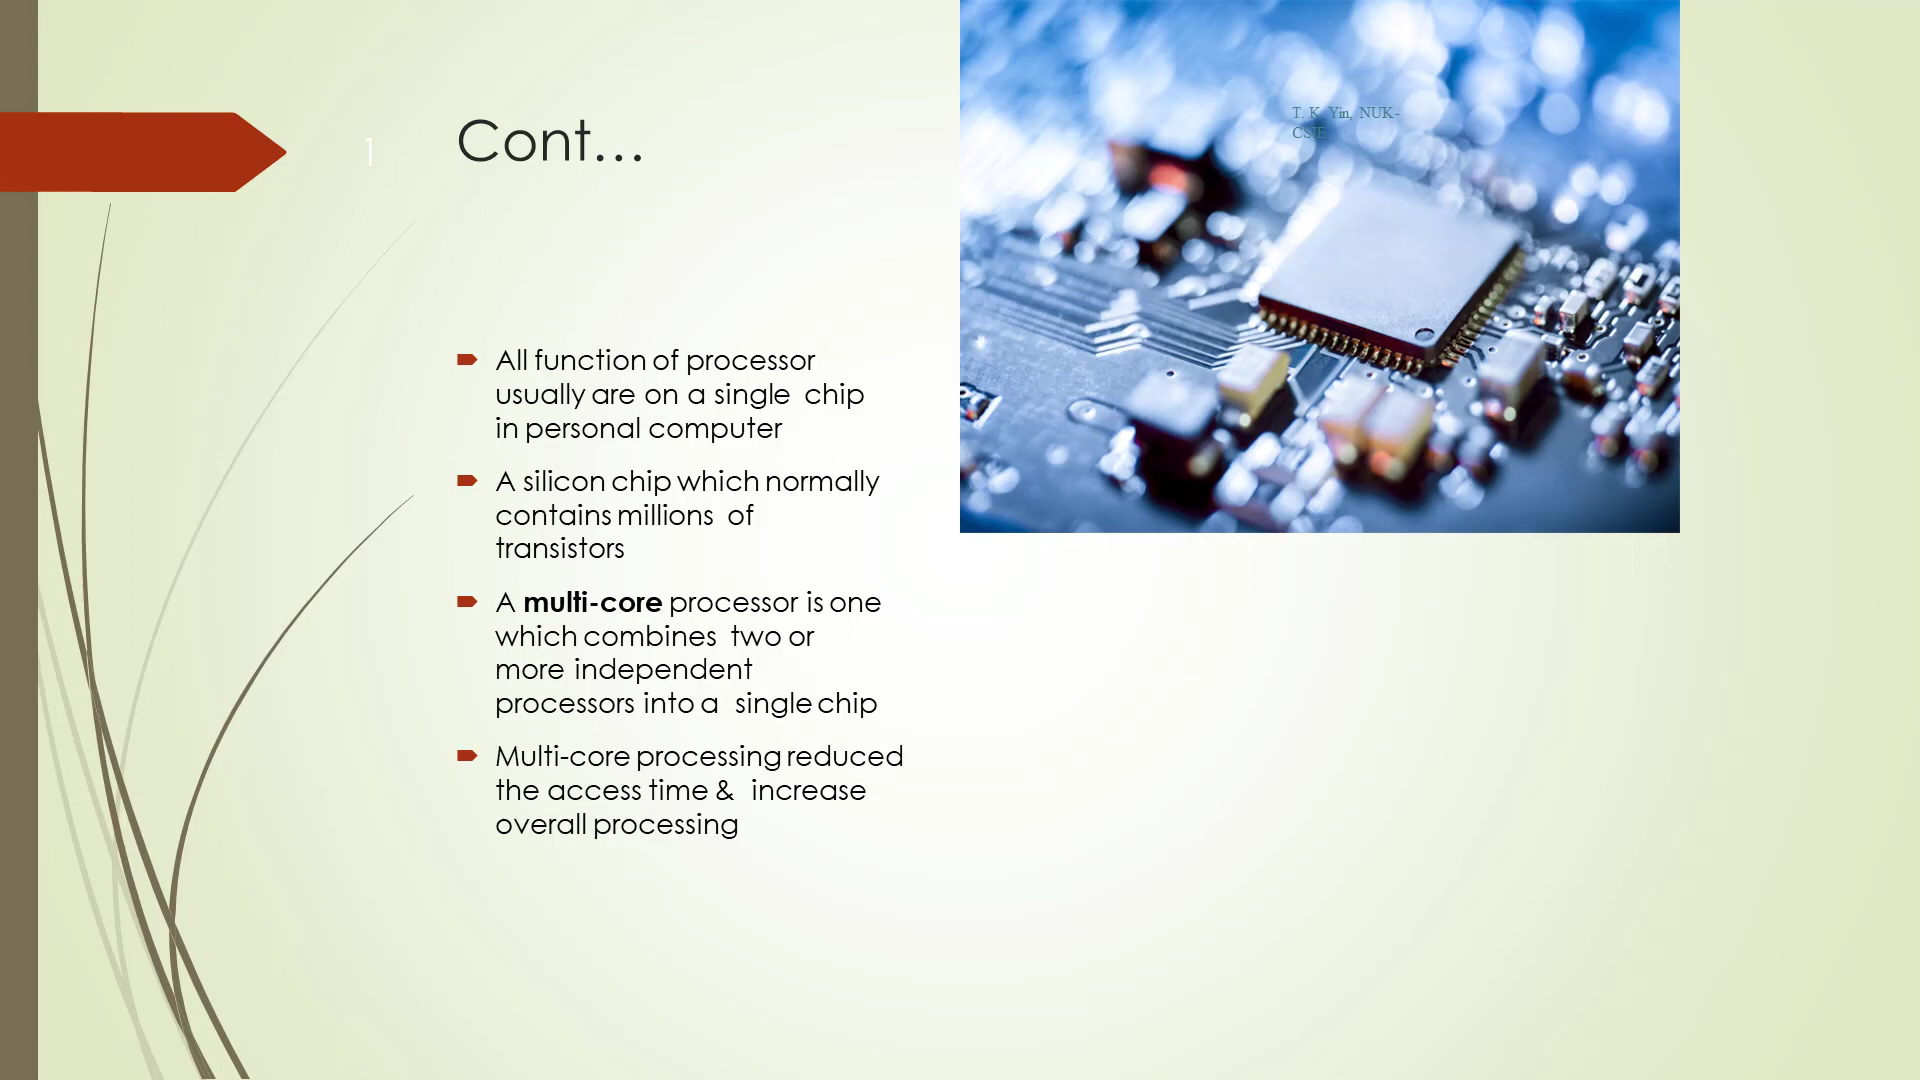 1
Cont…
T. K. Yin, NUK-
CSIE
All function of processor
usually are on a single chip
in personal computer
A silicon chip which normally
contains millions of
transistors
A multi-core processor is one
which combines two or
more independent
processors into a single chip
Multi-core processing reduced
the access time & increase
overall processing